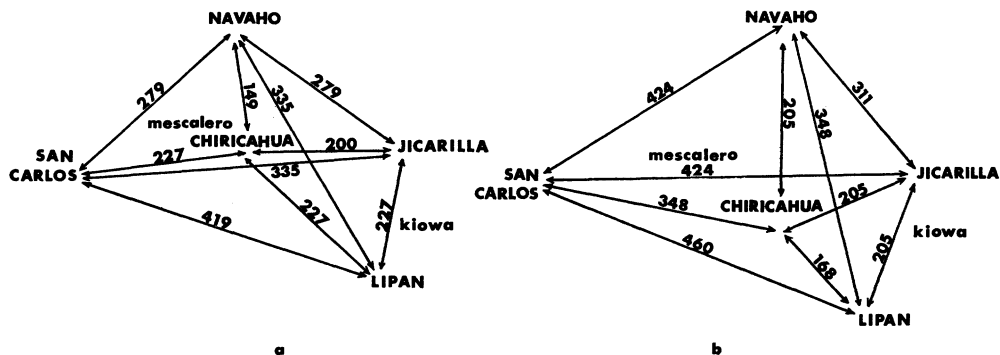 NAVAHO
279
279
149
335
mescalero
CHIRICAHUA
200
JICARILLA
SAN
CARLOS
227
335
419
227
227
kiowa
LIPAN
a
NAVAHO
424
311
205
348
mescalero
424
SAN
CARLOS
JICARILLA
348
CHIRICAHUA
205
kiowa
460
168
205
LIPAN
b